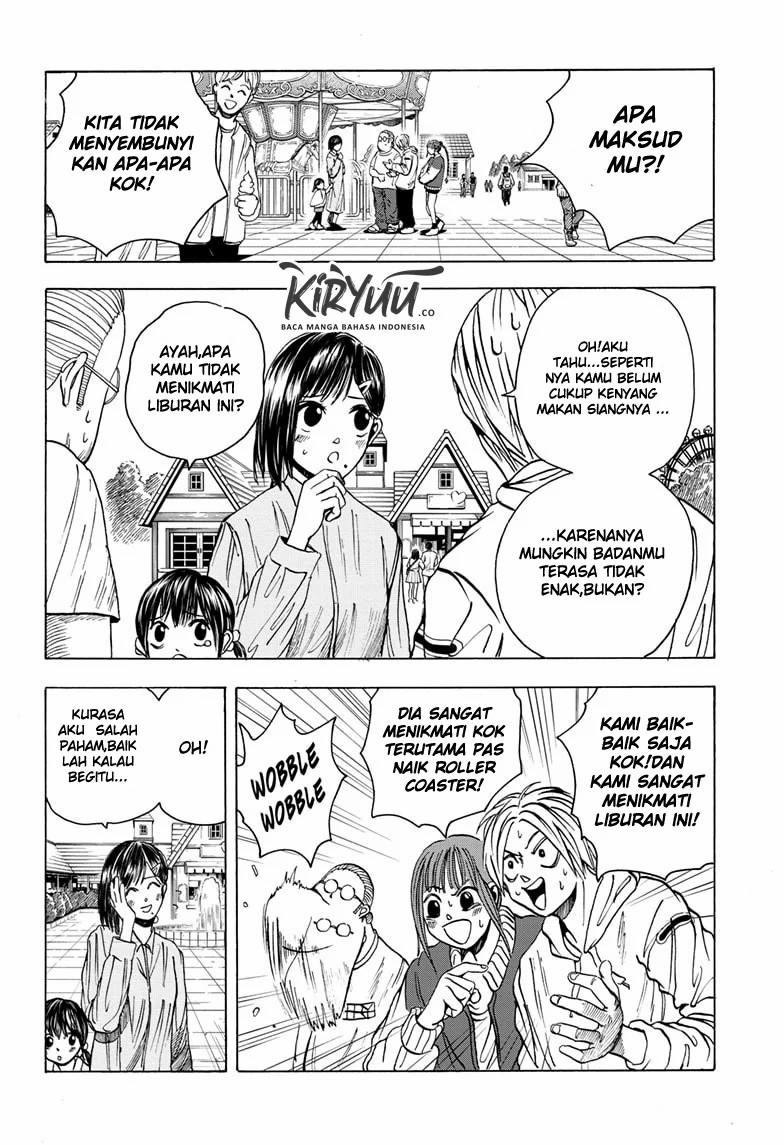 APA
MAKSUD
MU?!
KITA TIDAK
MENYEMBUNYI
KAN APA-APA
KOK!
KiRYUU.CO
BACA MANGA BAHASA INDONESIA
OH!AKU
TAHU...SEPERTI
NYA KAMU BELUM
CUKUP KENYANG
MAKAN SIANGNYA ...
...KARENANYA
MUNGKIN BADANMU
TERASA TIDAK
ENAK,BUKAN?
AYAH,APA
KAMU TIDAK
MENIKMATI
LIBURAN INI?
KAMI BAIK-
BAIK SAJA
KOK!DAN
KAMI SANGAT
MENIKMATI
LIBURAN INI!
DIA SANGAT
MENIKMATI KOK
TERUTAMA PAS
NAIK ROLLER
COASTER!
WOBBLE
WOBBLE
OH!
KURASA
AKU SALAH
PAHAM,BAIK
LAH KALAU
BEGITU...